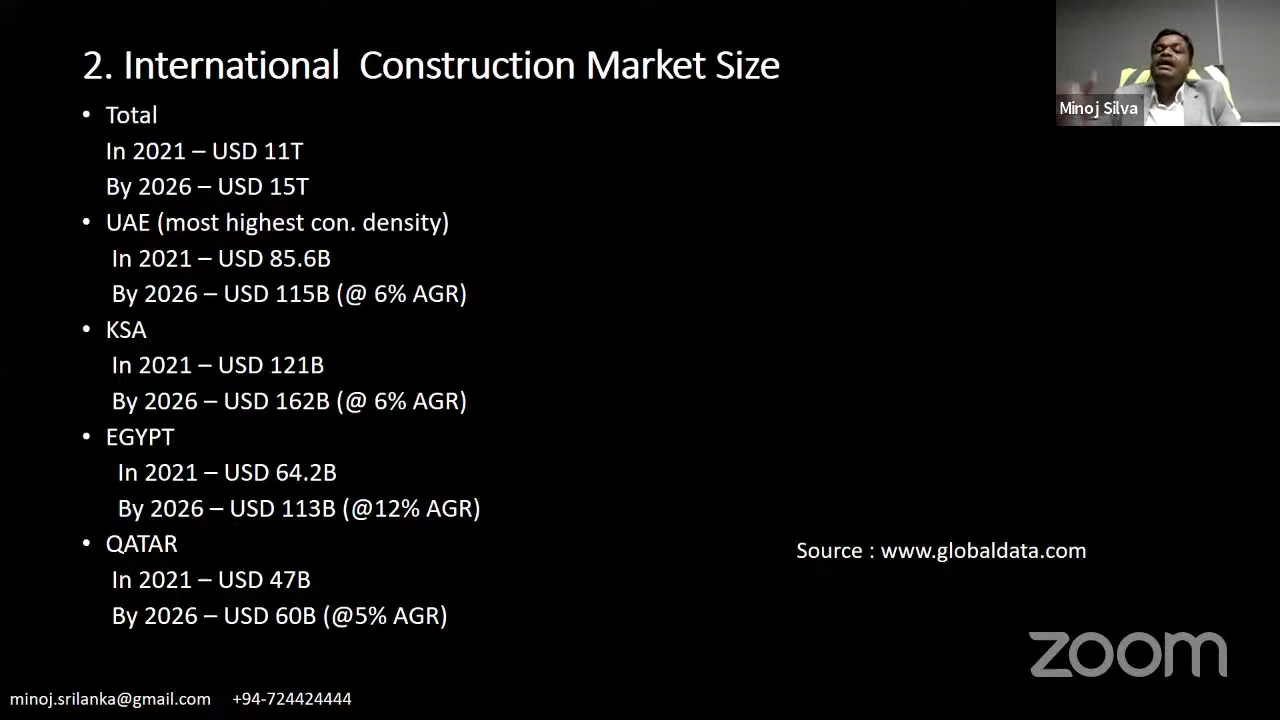 2. International  Construction Market Size
Minoj Silva
• Total
In 2021 – USD 11T
By 2026 – USD 15T
• UAE (most highest con. density)
In 2021 – USD 85.6B
By 2026 – USD 115B (@ 6% AGR)
• KSA
In 2021 – USD 121B
By 2026 – USD 162B (@ 6% AGR)
• EGYPT
In 2021 – USD 64.2B
By 2026 – USD 113B (@12% AGR)
• QATAR
In 2021 – USD 47B
By 2026 – USD 60B (@5% AGR)
Source : www.globaldata.com
zoom
minoj.srilanka@gmail.com +94-724424444